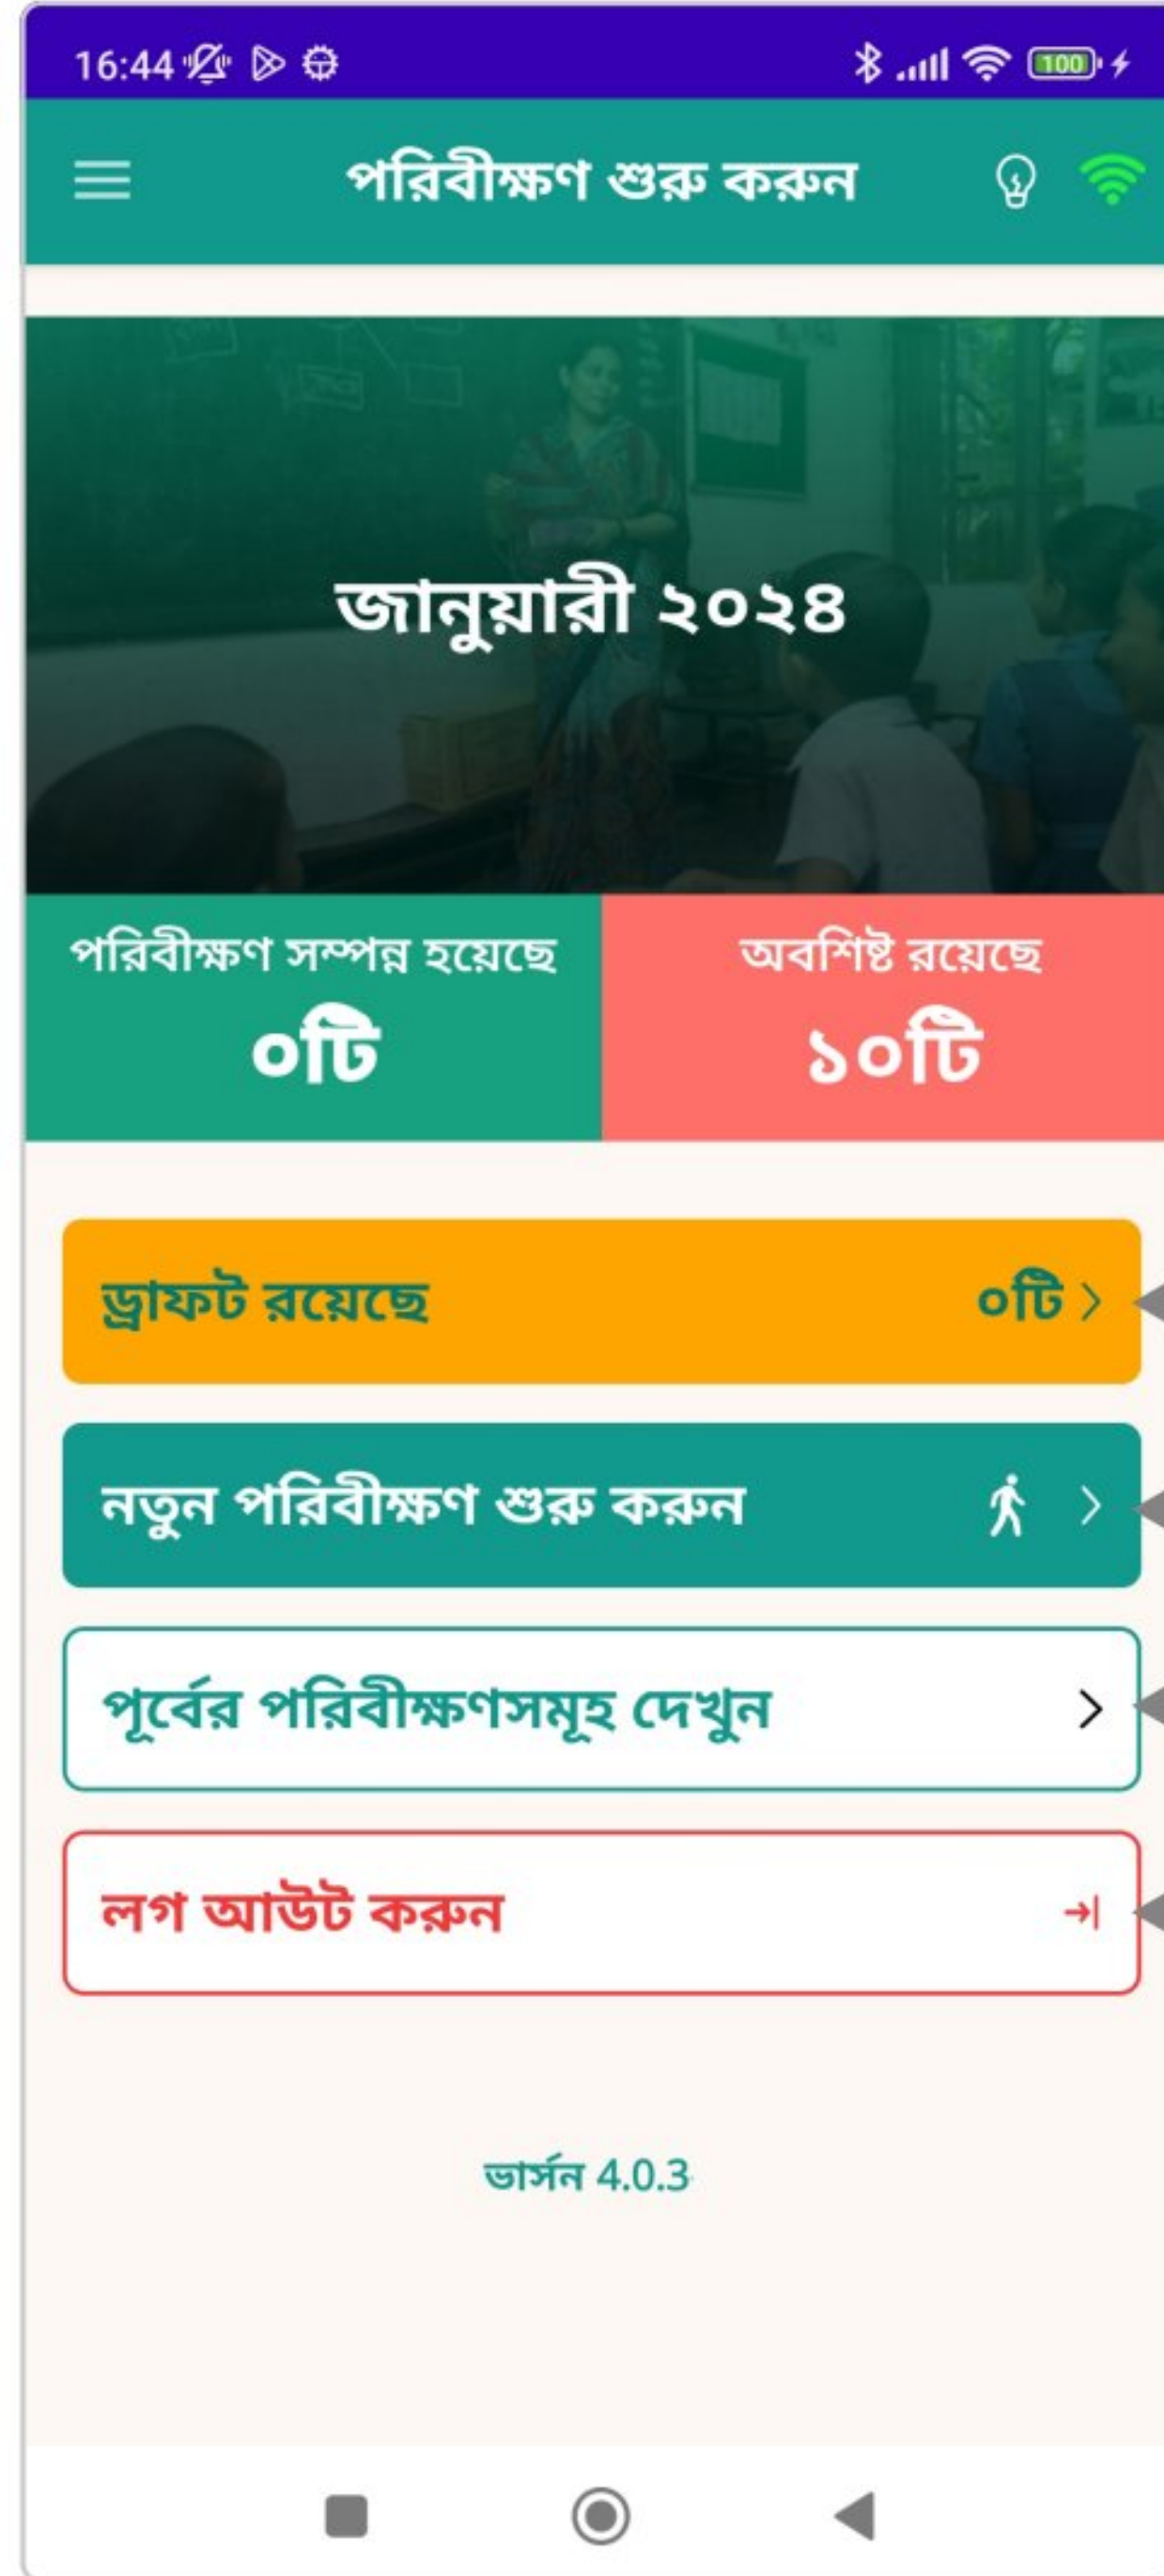 16:44
100
পরিবীক্ষণ শুরু করুন
জানুয়ারী ২০২৪
পরিবীক্ষণ সম্পন্ন হয়েছে
০টি
অবশিষ্ট রয়েছে
১০টি
ড্রাফট রয়েছে ০টি
নতুন পরিবীক্ষণ শুরু করুন
পূর্বের পরিবীক্ষণসমূহ দেখুন
লগ আউট করুন
ভার্সন 4.0.3